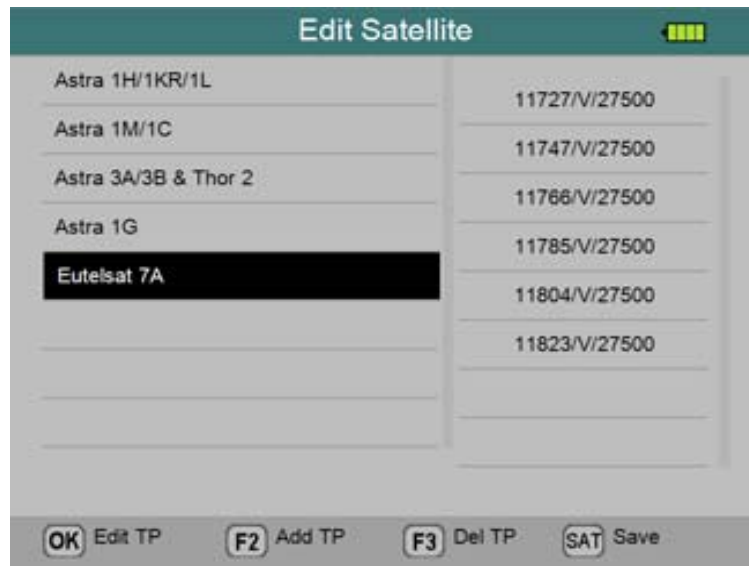 Edit Satellite
Astra 1H/1KR/1L
Astra 1M/1C
Astra 3A/3B & Thor 2
Astra 1G
Eutelsat 7A
11727/V/27500
11747/V/27500
11766/V/27500
11785/V/27500
11804/V/27500
11823/V/27500
OK Edit TP F2 Add TP F3 Del TP SAT Save